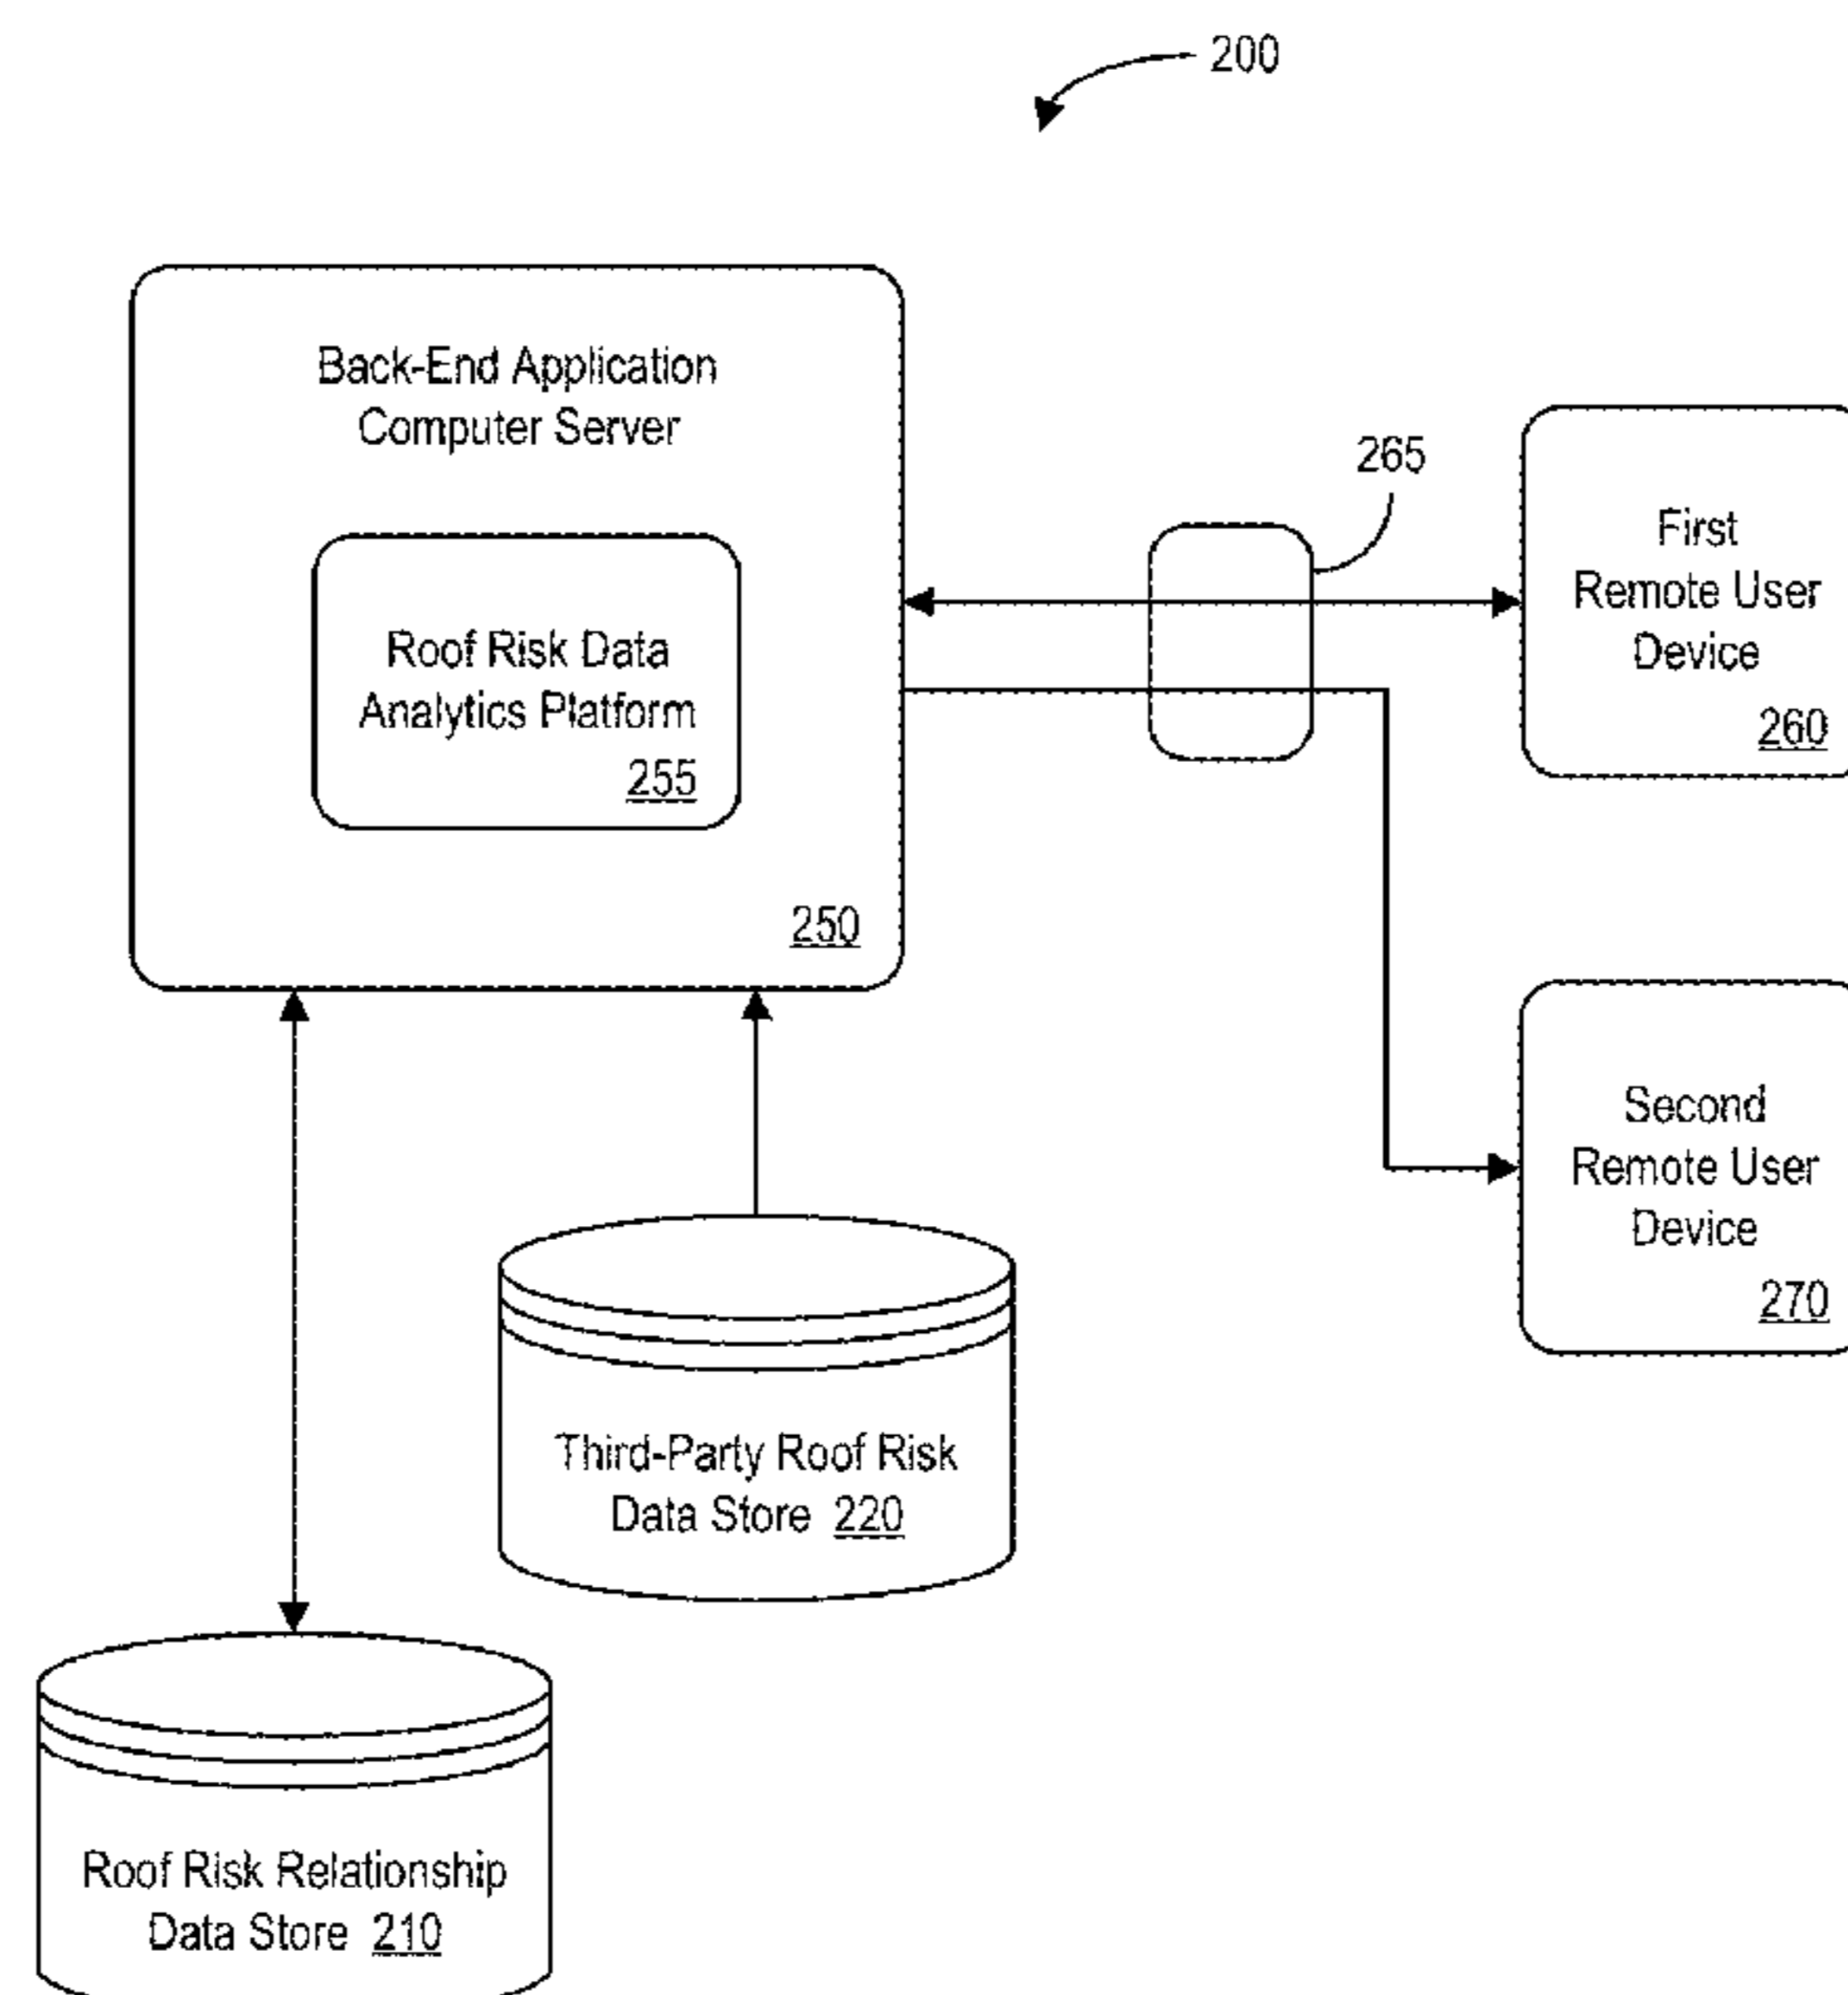 200
Back-End Application
Computer Server
Roof Risk Data
Analytics Platform
255
250
265
First
Remote User
Device
260
Second
Remote User
Device
270
Third-Party Roof Risk
Data Store 220
Roof Risk Relationship
Data Store 210